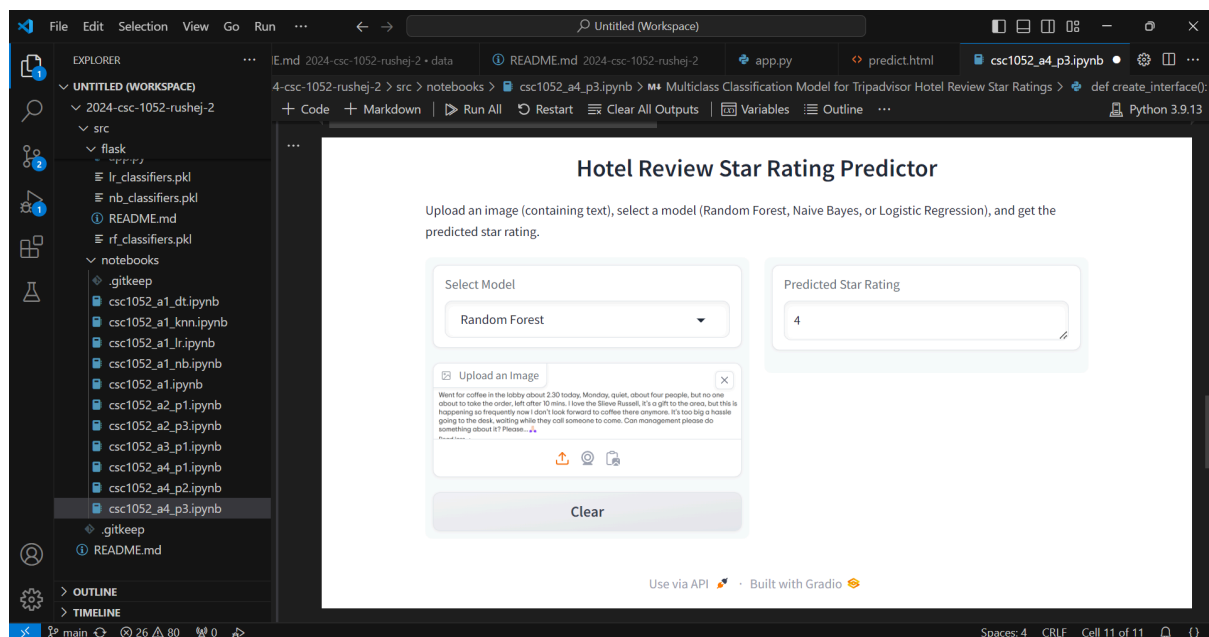 File Edit Selection View Go Run ··· ← → Untitled (Workspace)
EXPLORER ···
IE.md 2024-csc-1052-rushej-2 • data README.md 2024-csc-1052-rushej-2 app.py predict.html csc1052_a4_p3.ipynb ● ···
4-csc-1052-rushej-2 > src > notebooks > csc1052_a4_p3.ipynb > M↓ Multiclass Classification Model for Tripadvisor Hotel Review Star Ratings > def create_interface():
+ Code + Markdown Run All Restart Clear All Outputs Variables Outline ··· Python 3.9.13
UNTITLED (WORKSPACE)
2024-csc-1052-rushej-2
src
flask
app.py
lr_classifiers.pkl
nb_classifiers.pkl
README.md
rf_classifiers.pkl
notebooks
.gitkeep
csc1052_a1_dt.ipynb
csc1052_a1_knn.ipynb
csc1052_a1_lr.ipynb
csc1052_a1_nb.ipynb
csc1052_a1.ipynb
csc1052_a2_p1.ipynb
csc1052_a2_p3.ipynb
csc1052_a3_p1.ipynb
csc1052_a4_p1.ipynb
csc1052_a4_p2.ipynb
csc1052_a4_p3.ipynb
.gitkeep
README.md
OUTLINE
TIMELINE
1
2
1
···
Hotel Review Star Rating Predictor
Upload an image (containing text), select a model (Random Forest, Naive Bayes, or Logistic Regression), and get the
predicted star rating.
Select Model
Random Forest
Upload an Image
Went for coffee in the lobby about 2.30 today, Monday, quiet, about four people, but no one
about to take the order, left after 10 mins. I love the Slieve Russell, it's a gift to the area, but this is
happening so frequently now I don't look forward to coffee there anymore. It's too big a hassle
going to the desk, waiting while they call someone to come. Can management please do
something about it? Please...🙏
Clear
Predicted Star Rating
4
Use via API 🚀 · Built with Gradio
main 26 80 0 Spaces: 4 CRLF Cell 11 of 11 {}